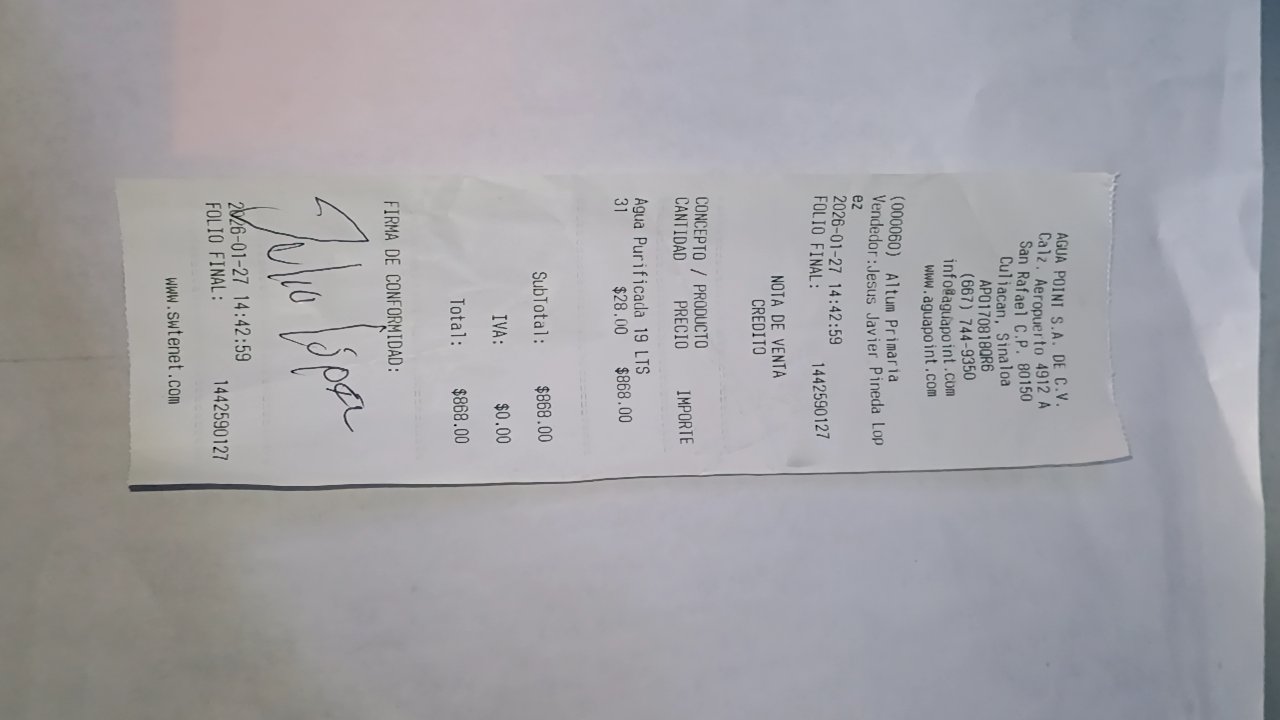 AGUA POINT S.A. DE C.V.
Calz. Aeropuerto 4912 A
San Rafael C.P. 80150
Culiacan, Sinaloa
APO170818QR6
(667) 744-9350
info@aguapoint.com
www.aguapoint.com
(000060) Altum Primaria
Vendedor:Jesus Javier Pineda Lop
ez
2026-01-27 14:42:59
FOLIO FINAL: 1442590127
NOTA DE VENTA
CREDITO
CONCEPTO / PRODUCTO
CANTIDAD PRECIO IMPORTE
Agua Purificada 19 LTS
31 $28.00 $868.00
SubTotal: $868.00
IVA: $0.00
Total: $868.00
FIRMA DE CONFORMIDAD:
Julio López
2026-01-27 14:42:59
FOLIO FINAL: 1442590127
www.swtenet.com